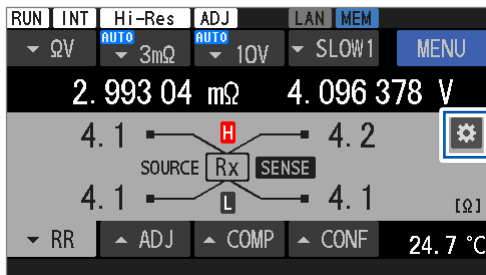 RUN INT Hi-Res ADJ LAN MEM
ΩV AUTO 3mΩ AUTO 10V SLOW1 MENU
2.993 04 mΩ 4.096 378 V
4.1 H 4.2
SOURCE Rx SENSE
4.1 L 4.1 [Ω]
RR ADJ COMP CONF 24.7 °C